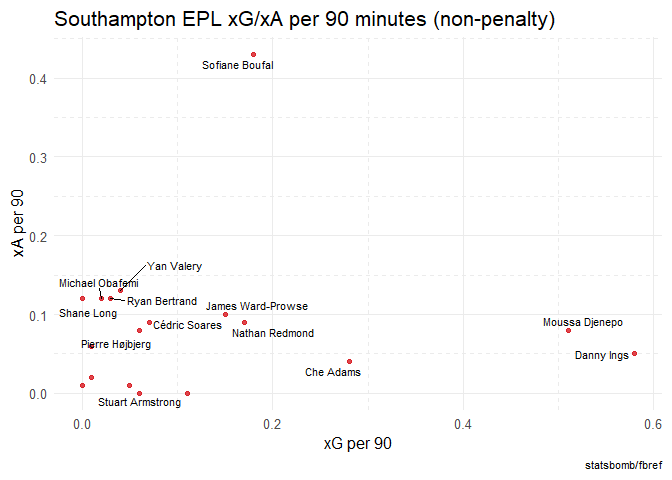 Southampton EPL xG/xA per 90 minutes (non-penalty)
xA per 90
0.4
0.3
0.2
0.1
0.0
Sofiane Boufal
Yan Valery
Michael Obafemi
Ryan Bertrand
Shane Long
James Ward-Prowse
Cédric Soares
Nathan Redmond
Moussa Djenepo
Pierre Højbjerg
Danny Ings
Che Adams
Stuart Armstrong
0.0
0.2
0.4
0.6
xG per 90
statsbomb/fbref